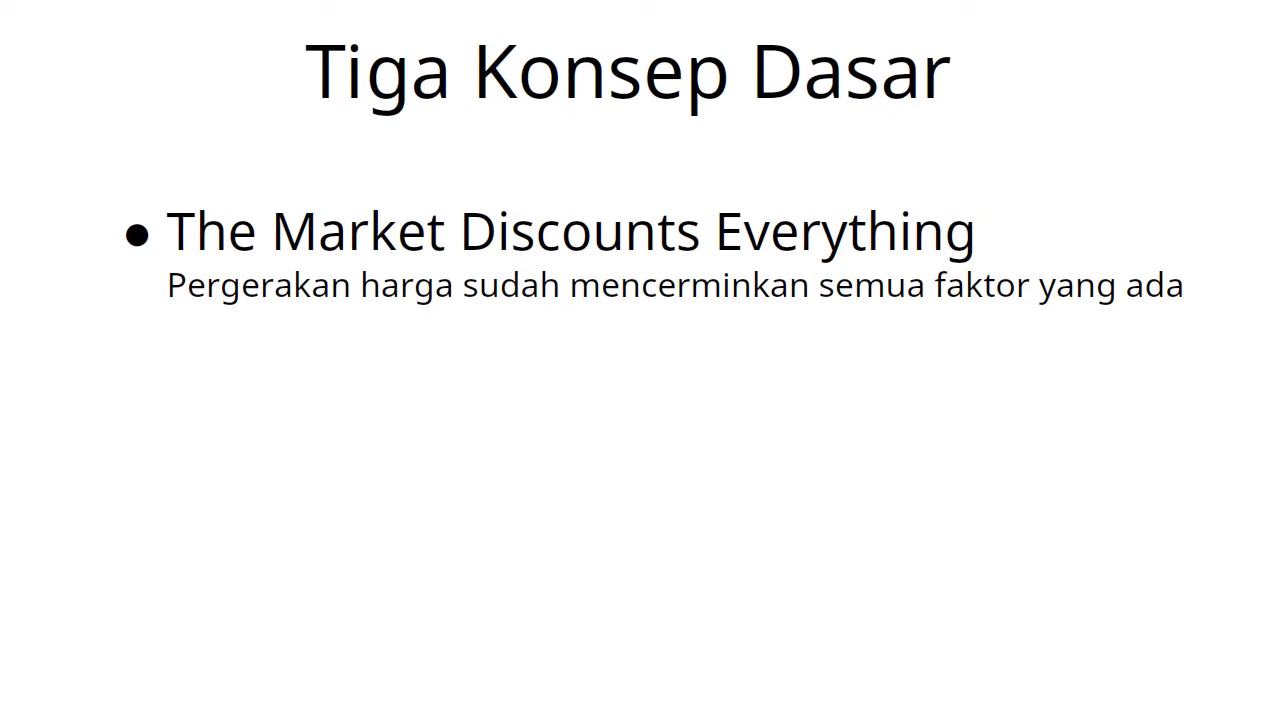 Tiga Konsep Dasar
● The Market Discounts Everything
Pergerakan harga sudah mencerminkan semua faktor yang ada